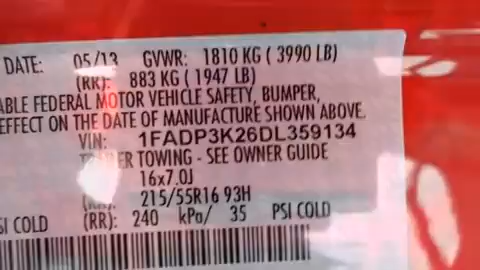 DATE: 05/13 GVWR: 1810 KG ( 3990 LB)
(RR): 883 KG ( 1947 LB)
ABLE FEDERAL MOTOR VEHICLE SAFETY, BUMPER,
EFFECT ON THE DATE OF MANUFACTURE SHOWN ABOVE.
VIN: 1FADP3K26DL359134
TOWING - SEE OWNER GUIDE
16x7.0J
215/55R16 93H
SI COLD (RR): 240 kPa/ 35 PSI COLD